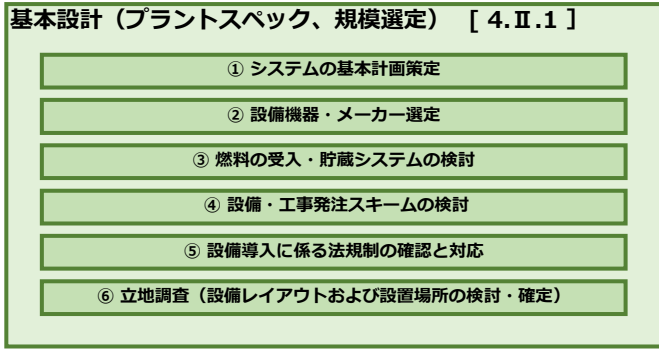 基本設計（プラントスペック、規模選定） [ 4.Ⅱ.1 ]
① システムの基本計画策定
② 設備機器・メーカー選定
③ 燃料の受入・貯蔵システムの検討
④ 設備・工事発注スキームの検討
⑤ 設備導入に係る法規制の確認と対応
⑥ 立地調査（設備レイアウトおよび設置場所の検討・確定）